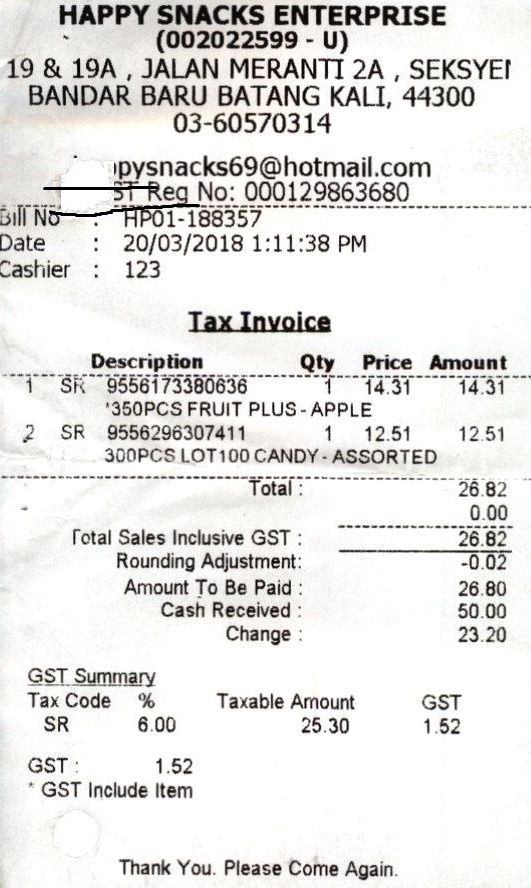 HAPPY SNACKS ENTERPRISE
(002022599 - U)
19 & 19A , JALAN MERANTI 2A , SEKSYEN
BANDAR BARU BATANG KALI, 44300
03-60570314
ppysnacks69@hotmail.com
ST Reg No: 000129863680
Bill No : HP01-188357
Date : 20/03/2018 1:11:38 PM
Cashier : 123
Tax Invoice
Description Qty Price Amount
1 SR 9556173380636 1 14.31 14.31
*350PCS FRUIT PLUS - APPLE
2 SR 9556296307411 1 12.51 12.51
300PCS LOT100 CANDY - ASSORTED
Total : 26.82
0.00
Total Sales Inclusive GST : 26.82
Rounding Adjustment: -0.02
Amount To Be Paid : 26.80
Cash Received : 50.00
Change : 23.20
GST Summary
Tax Code % Taxable Amount GST
SR 6.00 25.30 1.52
GST : 1.52
* GST Include Item
Thank You. Please Come Again.